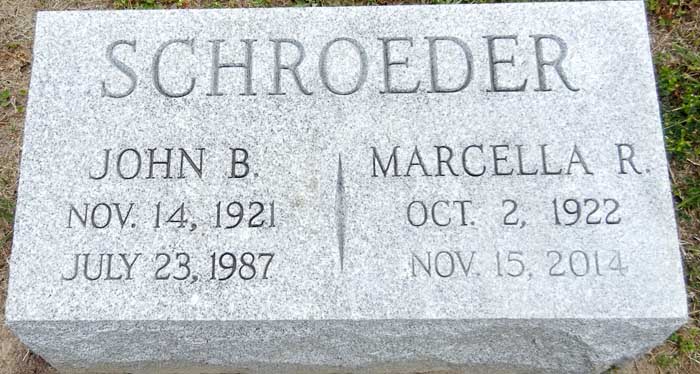 SCHROEDER
JOHN B.
NOV. 14, 1921
JULY 23, 1987
MARCELLA R.
OCT. 2, 1922
NOV. 15, 2014